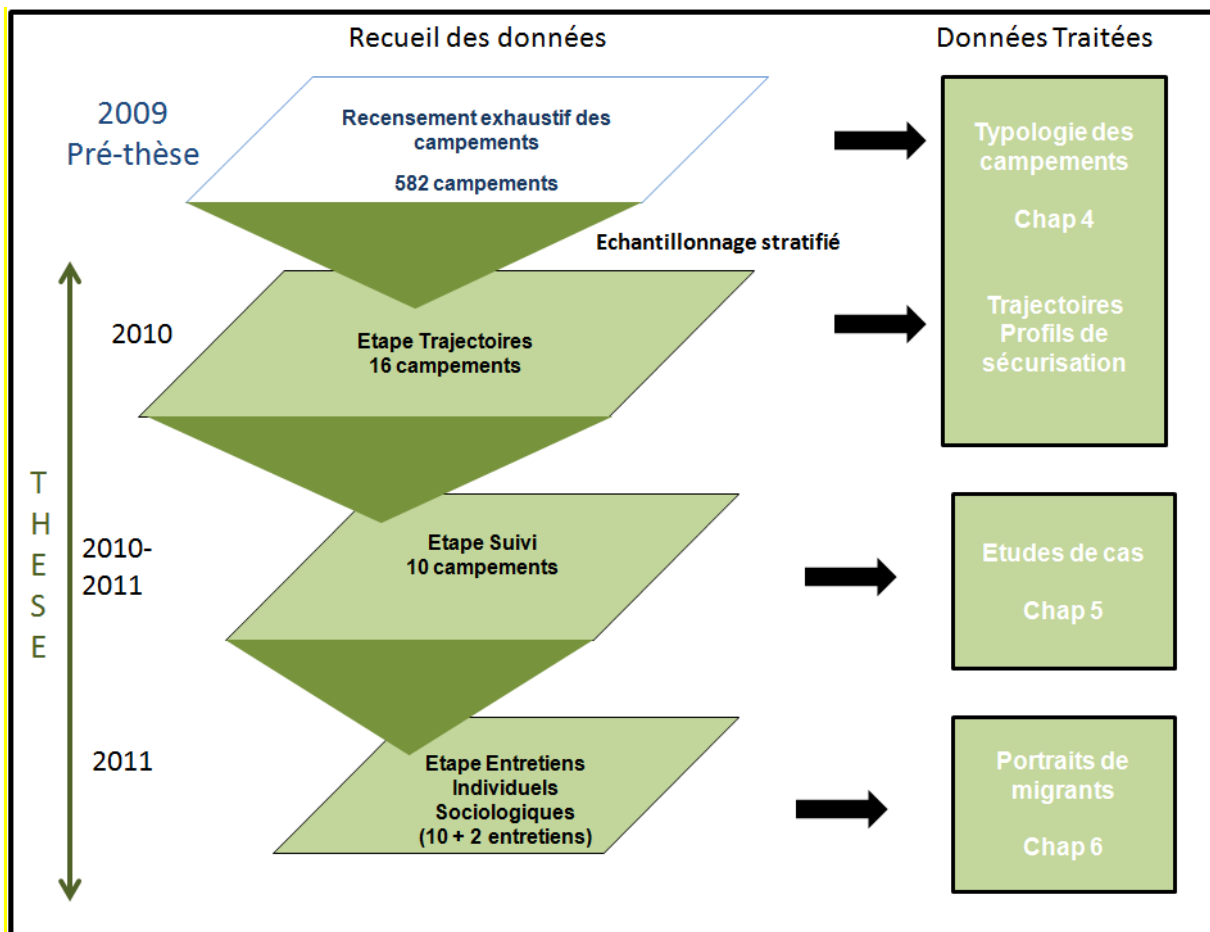 Recueil des données
Données Traitées
2009
Pré-thèse
Recensement exhaustif des
campements
582 campements
Typologie des
campements
Chap 4
Echantillonnage stratifié
2010
Etape Trajectoires
16 campements
Trajectoires
Profils de
sécurisation
T
H
E
S
E
2010-
2011
Etape Suivi
10 campements
Etudes de cas
Chap 5
2011
Etape Entretiens
Individuels
Sociologiques
(10 + 2 entretiens)
Portraits de
migrants
Chap 6